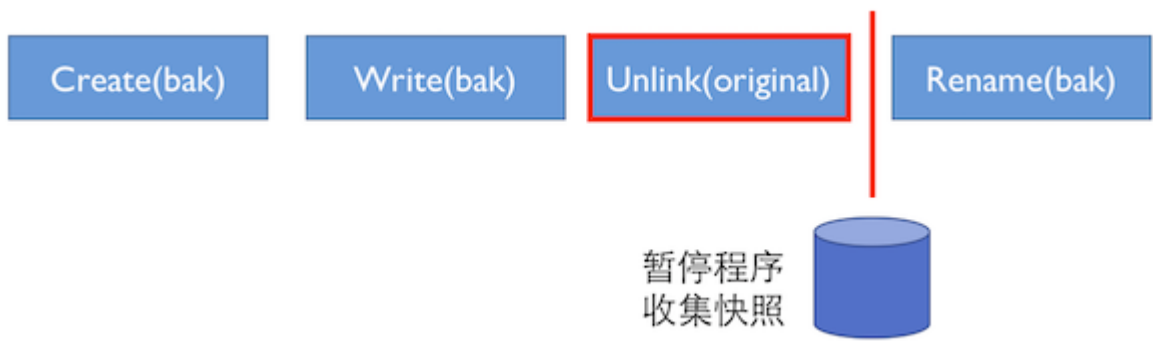 Create(bak)
Write(bak)
Unlink(original)
Rename(bak)
暂停程序
收集快照